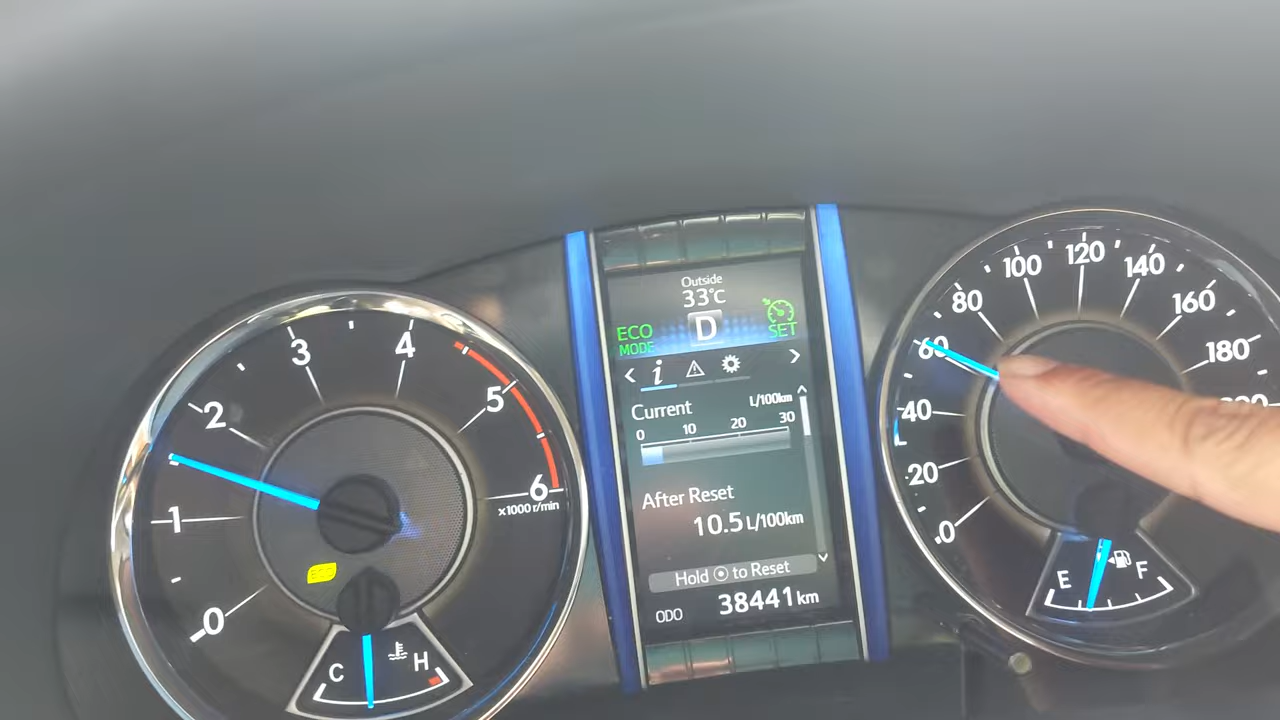 Outside
33°C
ECO
MODE
D
SET
i
Current
L/100km
0 10 20 30
After Reset
10.5 L/100km
Hold to Reset
ODO 38441 km
0
1
2
3
4
5
6
x1000 r/min
ECO
C
H
0
20
40
60
80
100
120
140
160
180
E
F